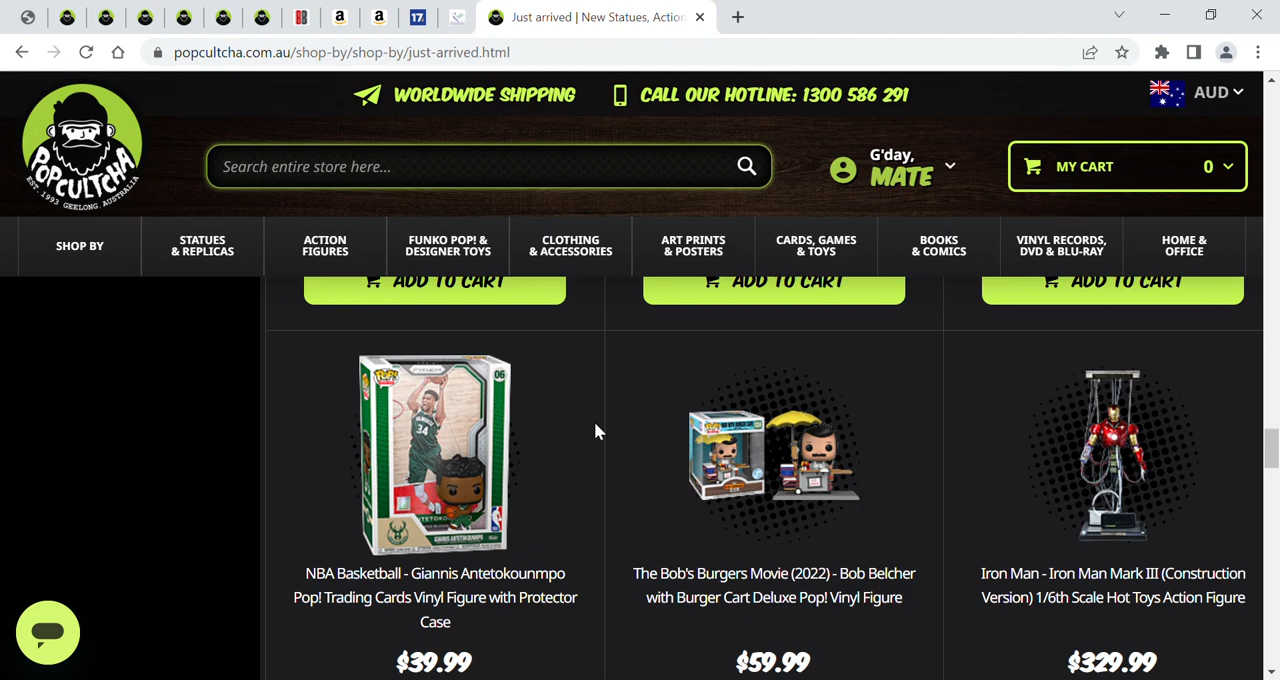 Just arrived | New Statues, Action
popcultcha.com.au/shop-by/shop-by/just-arrived.html
WORLDWIDE SHIPPING
CALL OUR HOTLINE: 1300 586 291
AUD
POPCULTCHA
EST. 1993 GEELONG, AUSTRALIA
Search entire store here...
G'day,
MATE
MY CART 0
SHOP BY
STATUES
& REPLICAS
ACTION
FIGURES
FUNKO POP! &
DESIGNER TOYS
CLOTHING
& ACCESSORIES
ART PRINTS
& POSTERS
CARDS, GAMES
& TOYS
BOOKS
& COMICS
VINYL RECORDS,
DVD & BLU-RAY
HOME &
OFFICE
ADD TO CART
ADD TO CART
ADD TO CART
POP!
06
34
NBA Basketball - Giannis Antetokounmpo
Pop! Trading Cards Vinyl Figure with Protector
Case
$39.99
The Bob's Burgers Movie (2022) - Bob Belcher
with Burger Cart Deluxe Pop! Vinyl Figure
$59.99
Iron Man - Iron Man Mark III (Construction
Version) 1/6th Scale Hot Toys Action Figure
$329.99